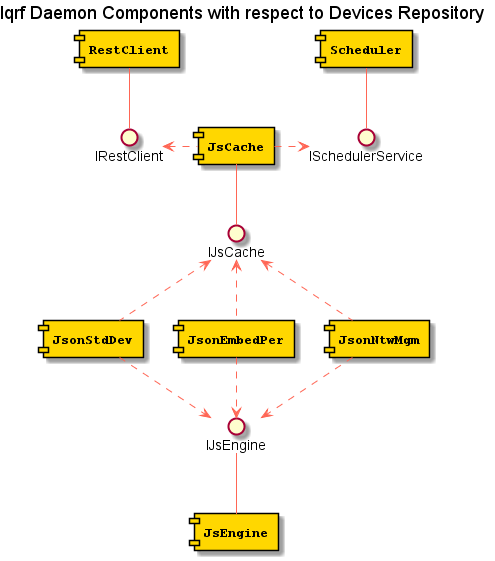 Iqrf Daemon Components with respect to Devices Repository
RestClient
Scheduler
IRestClient
JsCache
ISchedulerService
IJsCache
JsonStdDev
JsonEmbedPer
JsonNtwMgm
IJsEngine
JsEngine